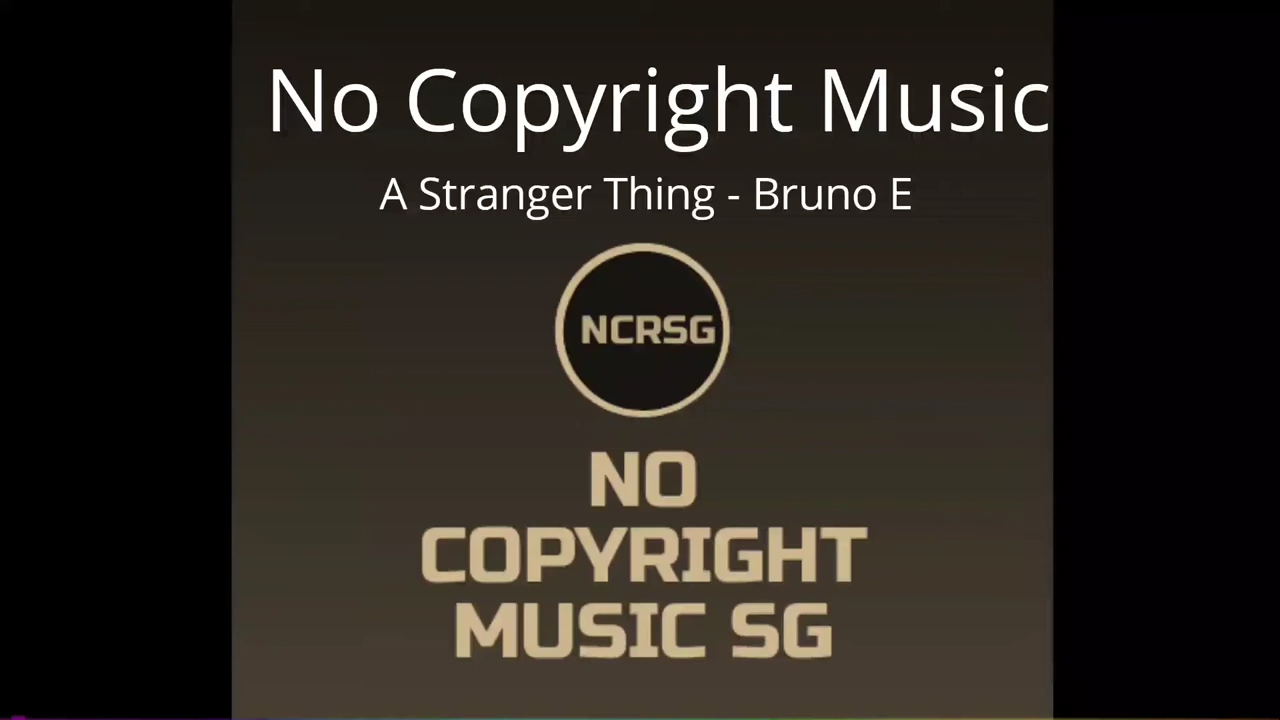 No Copyright Music
A Stranger Thing - Bruno E
NCRSG
NO
COPYRIGHT
MUSIC SG